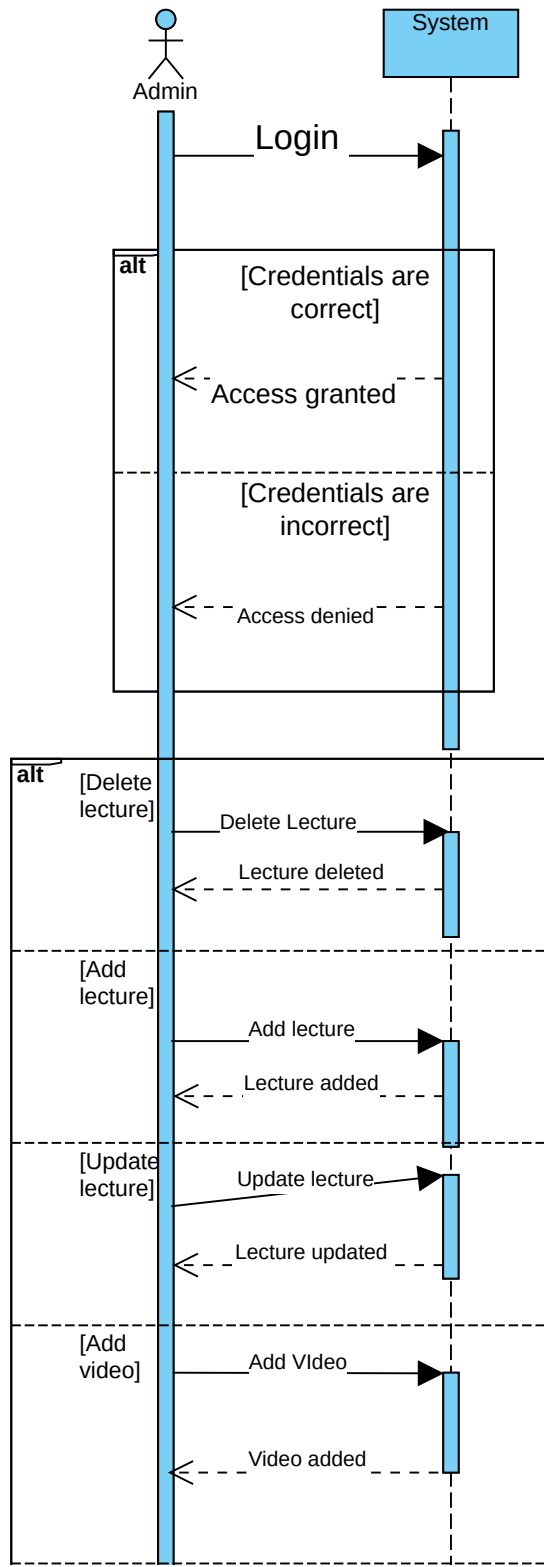 System
Admin
Login
alt
[Credentials are
correct]
Access granted
[Credentials are
incorrect]
Access denied
alt
[Delete
lecture]
Delete Lecture
Lecture deleted
[Add
lecture]
Add lecture
Lecture added
[Update
lecture]
Update lecture
Lecture updated
[Add
video]
Add VIdeo
Video added